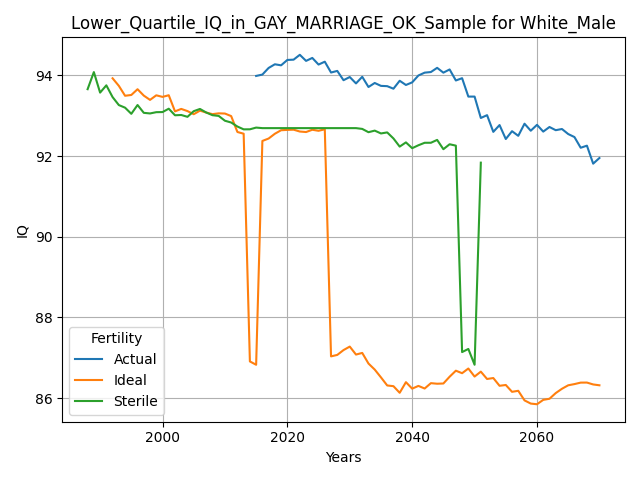 Lower_Quartile_IQ_in_GAY_MARRIAGE_OK_Sample for White_Male
94
92
90
88
86
IQ
Fertility
Actual
Ideal
Sterile
2000
2020
2040
2060
Years